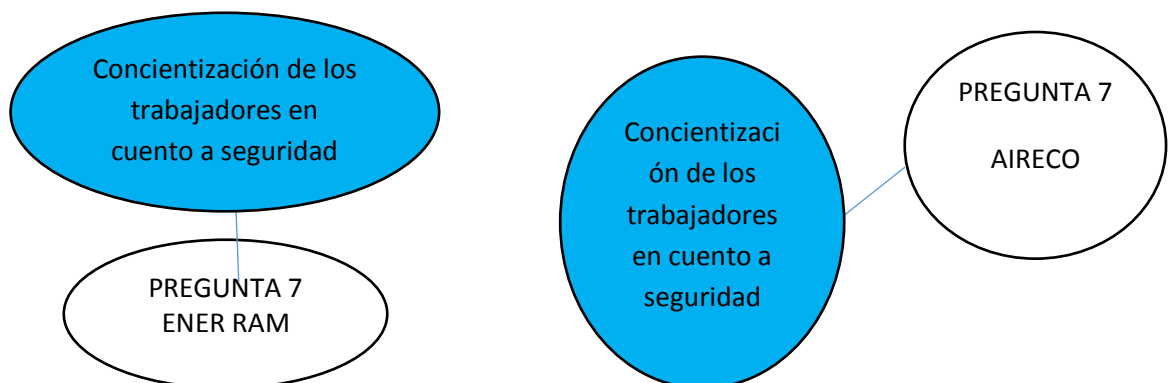 Concientización de los
trabajadores en
cuento a seguridad
PREGUNTA 7
ENER RAM
Concientizaci
ón de los
trabajadores
en cuento a
seguridad
PREGUNTA 7
AIRECO